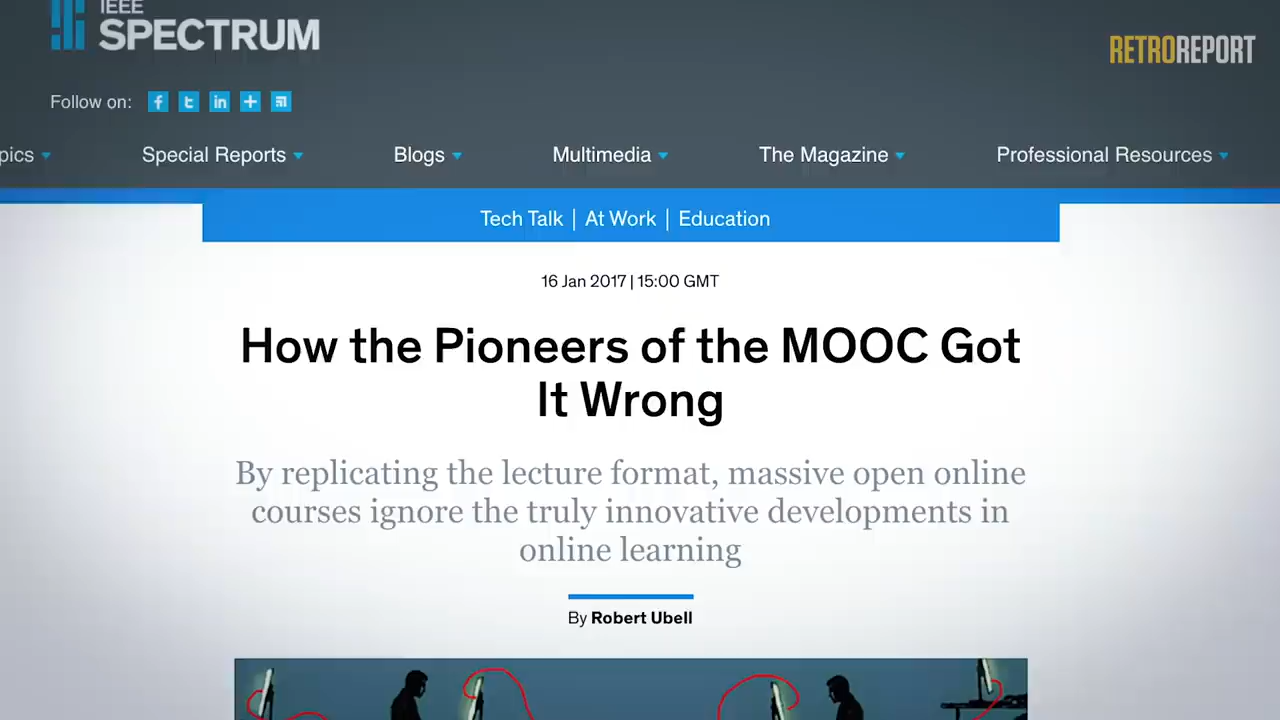 IEEE
SPECTRUM
RETROREPORT
Follow on:
pics
Special Reports
Blogs
Multimedia
The Magazine
Professional Resources
Tech Talk | At Work | Education
16 Jan 2017 | 15:00 GMT
How the Pioneers of the MOOC Got
It Wrong
By replicating the lecture format, massive open online
courses ignore the truly innovative developments in
online learning
By Robert Ubell